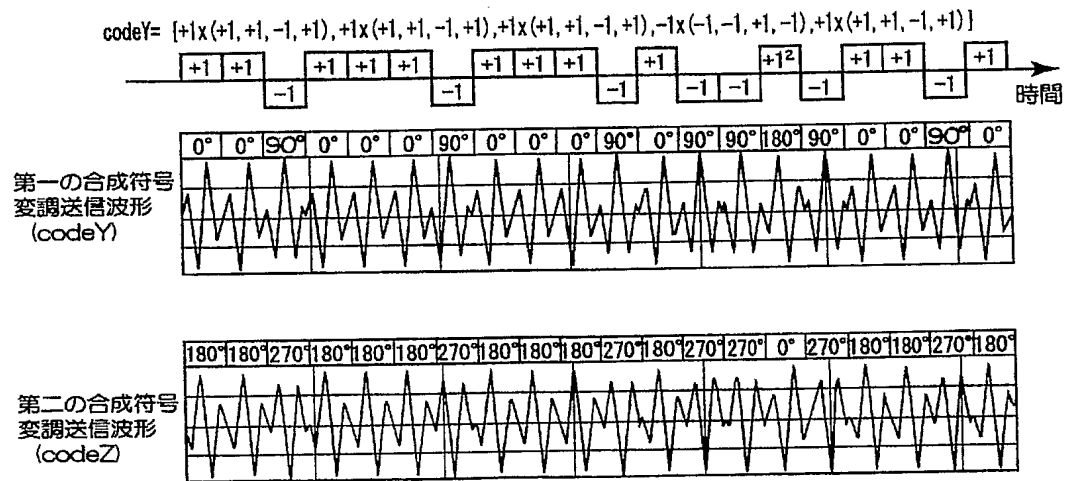 codeY= [+1x(+1, +1, -1, +1),+1x(+1, +1, -1, +1),+1x(+1, +1, -1, +1),-1x(-1, -1, +1, -1),+1x(+1, +1, -1, +1)]
+1 +1 -1 +1 +1 +1 -1 +1 +1 +1 -1 +1 -1 -1 +1² -1 +1 +1 -1 +1
時間
0° 0° 90° 0° 0° 0° 90° 0° 0° 0° 90° 0° 90° 90° 180° 90° 0° 0° 90° 0°
第一の合成符号
変調送信波形
(codeY)
180° 180° 270° 180° 180° 180° 270° 180° 180° 180° 270° 180° 270° 270° 0° 270° 180° 180° 270° 180°
第二の合成符号
変調送信波形
(codeZ)